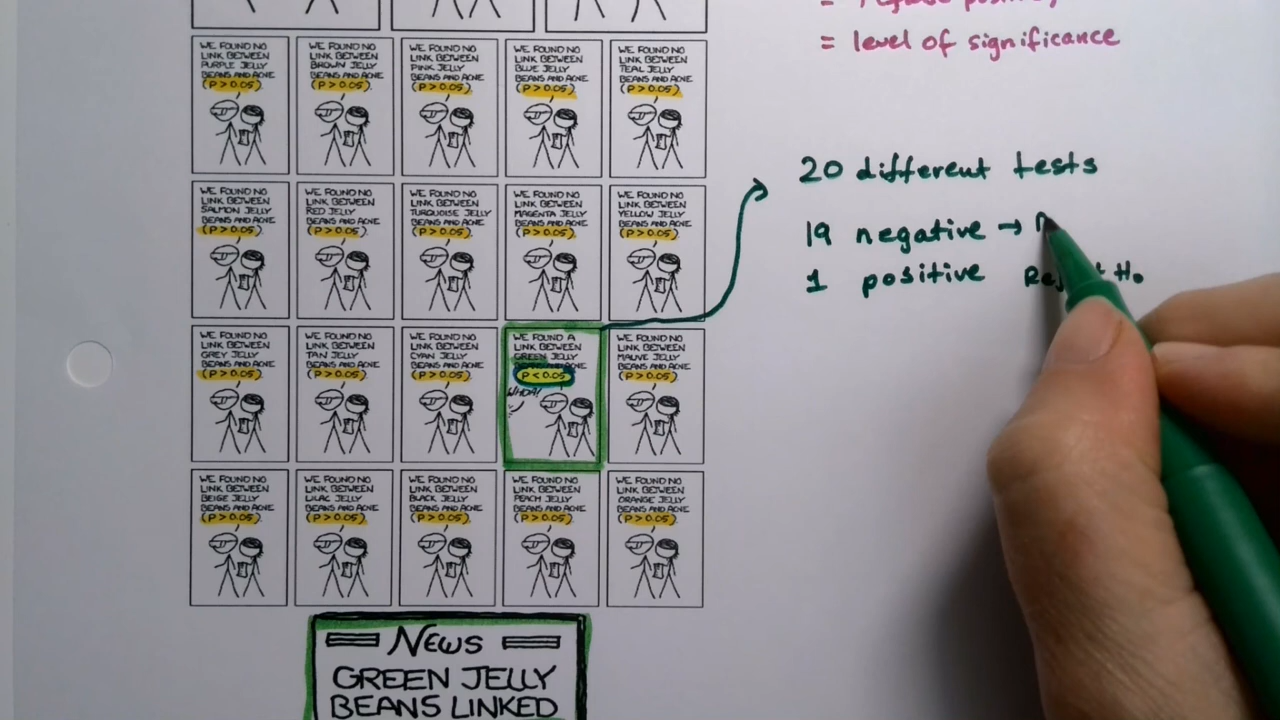 = level of significance
WE FOUND NO
LINK BETWEEN
PURPLE JELLY
BEANS AND ACNE
(P > 0.05).
WE FOUND NO
LINK BETWEEN
BROWN JELLY
BEANS AND ACNE
(P > 0.05).
WE FOUND NO
LINK BETWEEN
PINK JELLY
BEANS AND ACNE
(P > 0.05).
WE FOUND NO
LINK BETWEEN
BLUE JELLY
BEANS AND ACNE
(P > 0.05).
WE FOUND NO
LINK BETWEEN
TEAL JELLY
BEANS AND ACNE
(P > 0.05).
WE FOUND NO
LINK BETWEEN
SALMON JELLY
BEANS AND ACNE
(P > 0.05).
WE FOUND NO
LINK BETWEEN
RED JELLY
BEANS AND ACNE
(P > 0.05).
WE FOUND NO
LINK BETWEEN
TURQUOISE JELLY
BEANS AND ACNE
(P > 0.05).
WE FOUND NO
LINK BETWEEN
MAGENTA JELLY
BEANS AND ACNE
(P > 0.05).
WE FOUND NO
LINK BETWEEN
YELLOW JELLY
BEANS AND ACNE
(P > 0.05).
WE FOUND NO
LINK BETWEEN
GREY JELLY
BEANS AND ACNE
(P > 0.05).
WE FOUND NO
LINK BETWEEN
TAN JELLY
BEANS AND ACNE
(P > 0.05).
WE FOUND NO
LINK BETWEEN
CYAN JELLY
BEANS AND ACNE
(P > 0.05).
WE FOUND A
LINK BETWEEN
GREEN JELLY
BEANS AND ACNE
(P < 0.05).
WHOA!
WE FOUND NO
LINK BETWEEN
MAUVE JELLY
BEANS AND ACNE
(P > 0.05).
WE FOUND NO
LINK BETWEEN
BEIGE JELLY
BEANS AND ACNE
(P > 0.05).
WE FOUND NO
LINK BETWEEN
LILAC JELLY
BEANS AND ACNE
(P > 0.05).
WE FOUND NO
LINK BETWEEN
BLACK JELLY
BEANS AND ACNE
(P > 0.05).
WE FOUND NO
LINK BETWEEN
PEACH JELLY
BEANS AND ACNE
(P > 0.05).
WE FOUND NO
LINK BETWEEN
ORANGE JELLY
BEANS AND ACNE
(P > 0.05).
NEWS
GREEN JELLY
BEANS LINKED
20 different tests
19 negative →
1 positive H₀